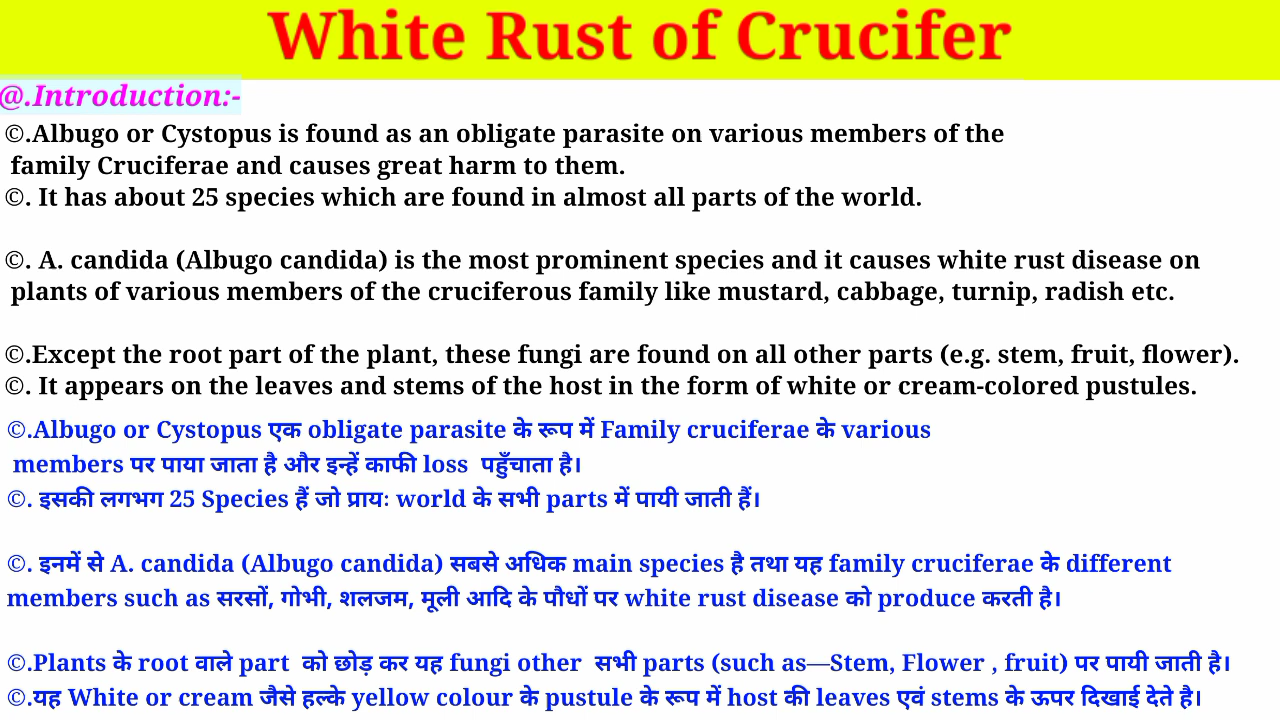 White Rust of Crucifer
@.Introduction:-
©.Albugo or Cystopus is found as an obligate parasite on various members of the
family Cruciferae and causes great harm to them.
©. It has about 25 species which are found in almost all parts of the world.
©. A. candida (Albugo candida) is the most prominent species and it causes white rust disease on
plants of various members of the cruciferous family like mustard, cabbage, turnip, radish etc.
©.Except the root part of the plant, these fungi are found on all other parts (e.g. stem, fruit, flower).
©. It appears on the leaves and stems of the host in the form of white or cream-colored pustules.
©.Albugo or Cystopus एक obligate parasite के रूप में Family cruciferae के various
members पर पाया जाता है और इन्हें काफी loss पहुँचाता है।
©. इसकी लगभग 25 Species हैं जो प्रायः world के सभी parts में पायी जाती हैं।
©. इनमें से A. candida (Albugo candida) सबसे अधिक main species है तथा यह family cruciferae के different
members such as सरसों, गोभी, शलजम, मूली आदि के पौधों पर white rust disease को produce करती है।
©.Plants के root वाले part को छोड़ कर यह fungi other सभी parts (such as—Stem, Flower , fruit) पर पायी जाती है।
©.यह White or cream जैसे हल्के yellow colour के pustule के रूप में host की leaves एवं stems के ऊपर दिखाई देते है।